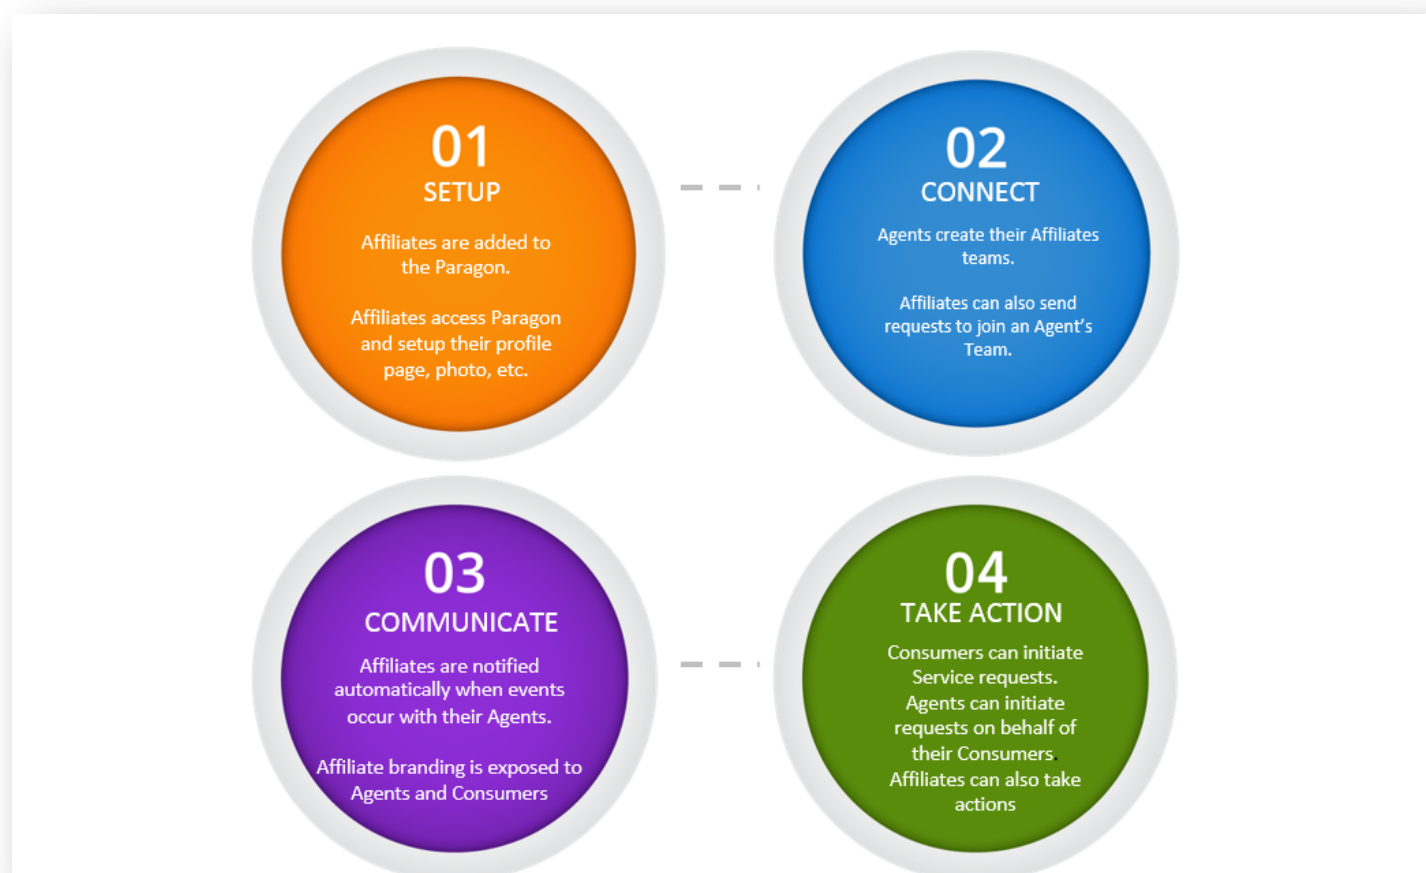 01
SETUP
Affiliates are added to
the Paragon.
Affiliates access Paragon
and setup their profile
page, photo, etc.
02
CONNECT
Agents create their Affiliates
teams.
Affiliates can also send
requests to join an Agent’s
Team.
03
COMMUNICATE
Affiliates are notified
automatically when events
occur with their Agents.
Affiliate branding is exposed to
Agents and Consumers
04
TAKE ACTION
Consumers can initiate
Service requests.
Agents can initiate
requests on behalf of
their Consumers.
Affiliates can also take
actions